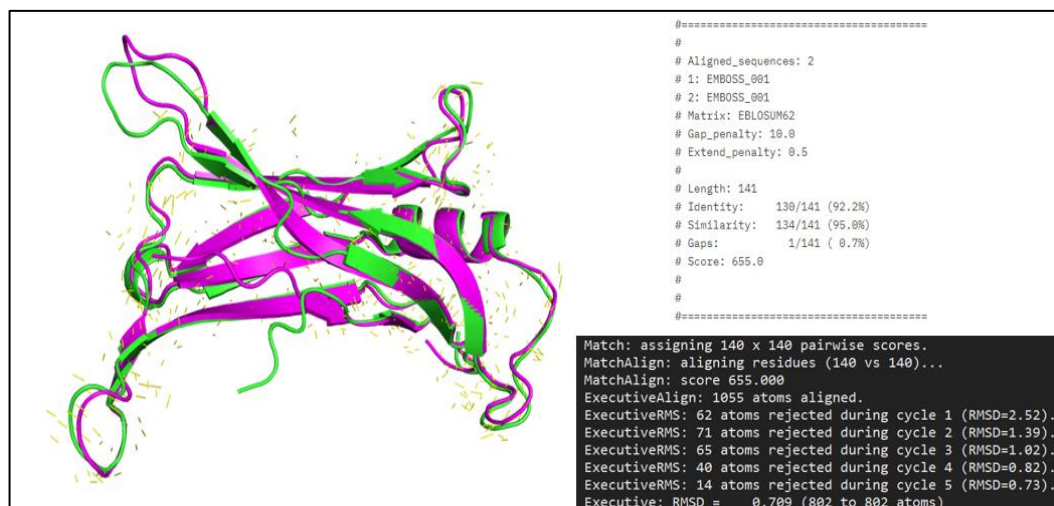 #=======================================
#
# Aligned_sequences: 2
# 1: EMBOSS_001
# 2: EMBOSS_001
# Matrix: EBLOSUM62
# Gap_penalty: 10.0
# Extend_penalty: 0.5
#
# Length: 141
# Identity: 130/141 (92.2%)
# Similarity: 134/141 (95.0%)
# Gaps: 1/141 ( 0.7%)
# Score: 655.0
#
#
#=======================================
Match: assigning 140 x 140 pairwise scores.
MatchAlign: aligning residues (140 vs 140)...
MatchAlign: score 655.000
ExecutiveAlign: 1055 atoms aligned.
ExecutiveRMS: 62 atoms rejected during cycle 1 (RMSD=2.52).
ExecutiveRMS: 71 atoms rejected during cycle 2 (RMSD=1.39).
ExecutiveRMS: 65 atoms rejected during cycle 3 (RMSD=1.02).
ExecutiveRMS: 40 atoms rejected during cycle 4 (RMSD=0.82).
ExecutiveRMS: 14 atoms rejected during cycle 5 (RMSD=0.73).
Executive: RMSD = 0.709 (802 to 802 atoms)